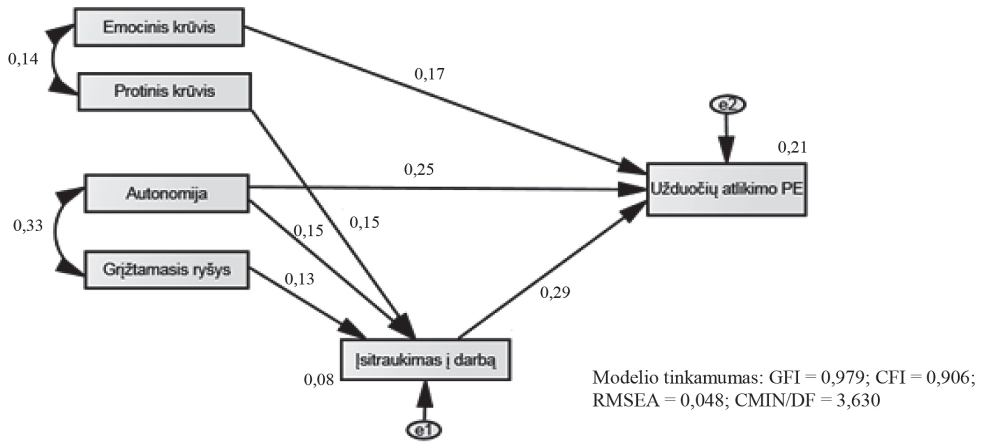 Emocinis krūvis
0,14
Protinis krūvis
0,17
e2
0,21
Užduočių atlikimo PE
0,25
Autonomija
0,33
0,15
0,15
Grįžtamasis ryšys
0,13
0,29
Įsitraukimas į darbą
0,08
e1
Modelio tinkamumas: GFI = 0,979; CFI = 0,906;
RMSEA = 0,048; CMIN/DF = 3,630